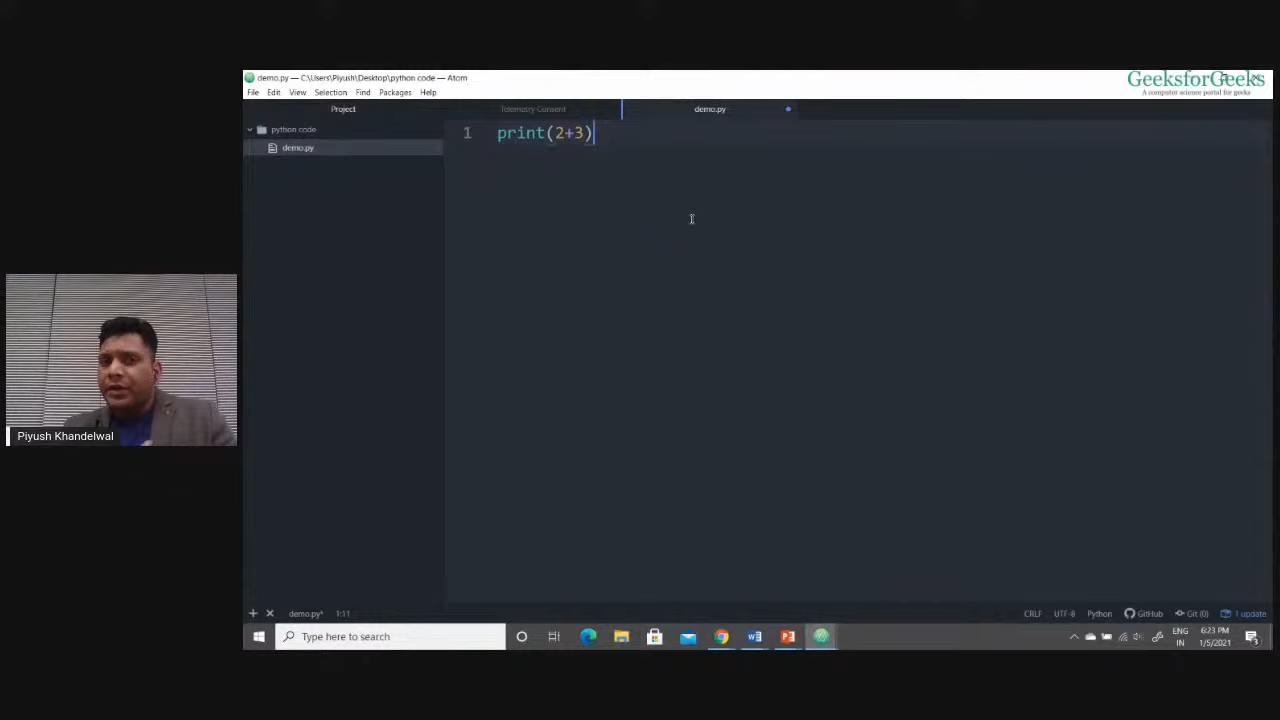 demo.py — C:\Users\Piyush\Desktop\python code — Atom
GeeksforGeeks
A computer science portal for geeks
File Edit View Selection Find Packages Help
Project
Telemetry Consent
demo.py
python code
demo.py
1 print(2+3)
Piyush Khandelwal
demo.py* 1:11
CRLF UTF-8 Python GitHub Git (0) 1 update
Type here to search
ENG
IN
6:23 PM
1/5/2021